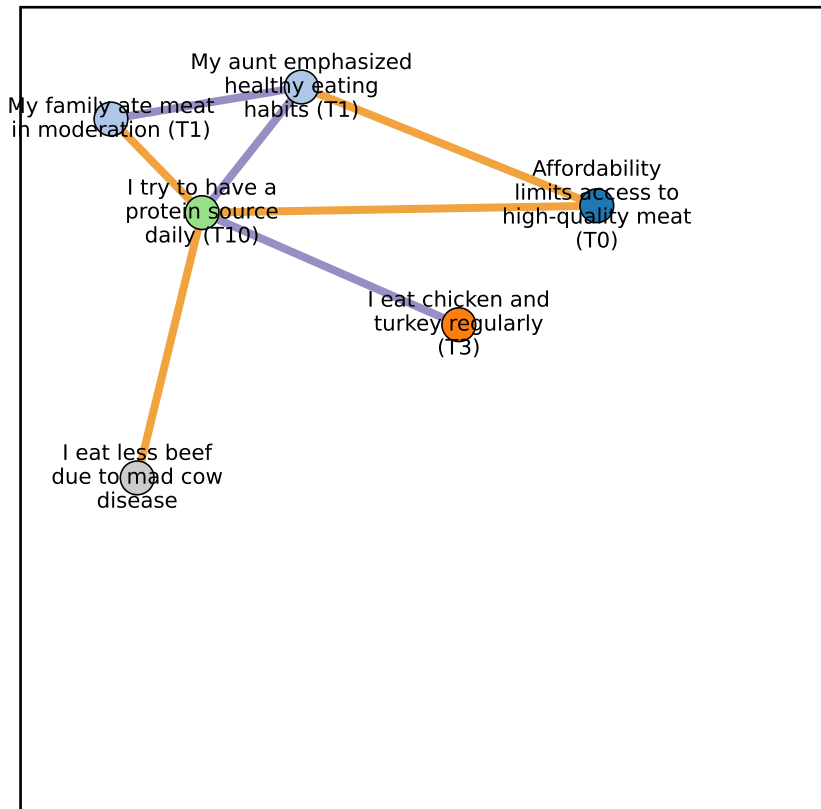 My aunt emphasized
healthy eating
habits (T1)
My family ate meat
in moderation (T1)
Affordability
limits access to
high-quality meat
(T0)
I try to have a
protein source
daily (T10)
I eat chicken and
turkey regularly
(T3)
I eat less beef
due to mad cow
disease